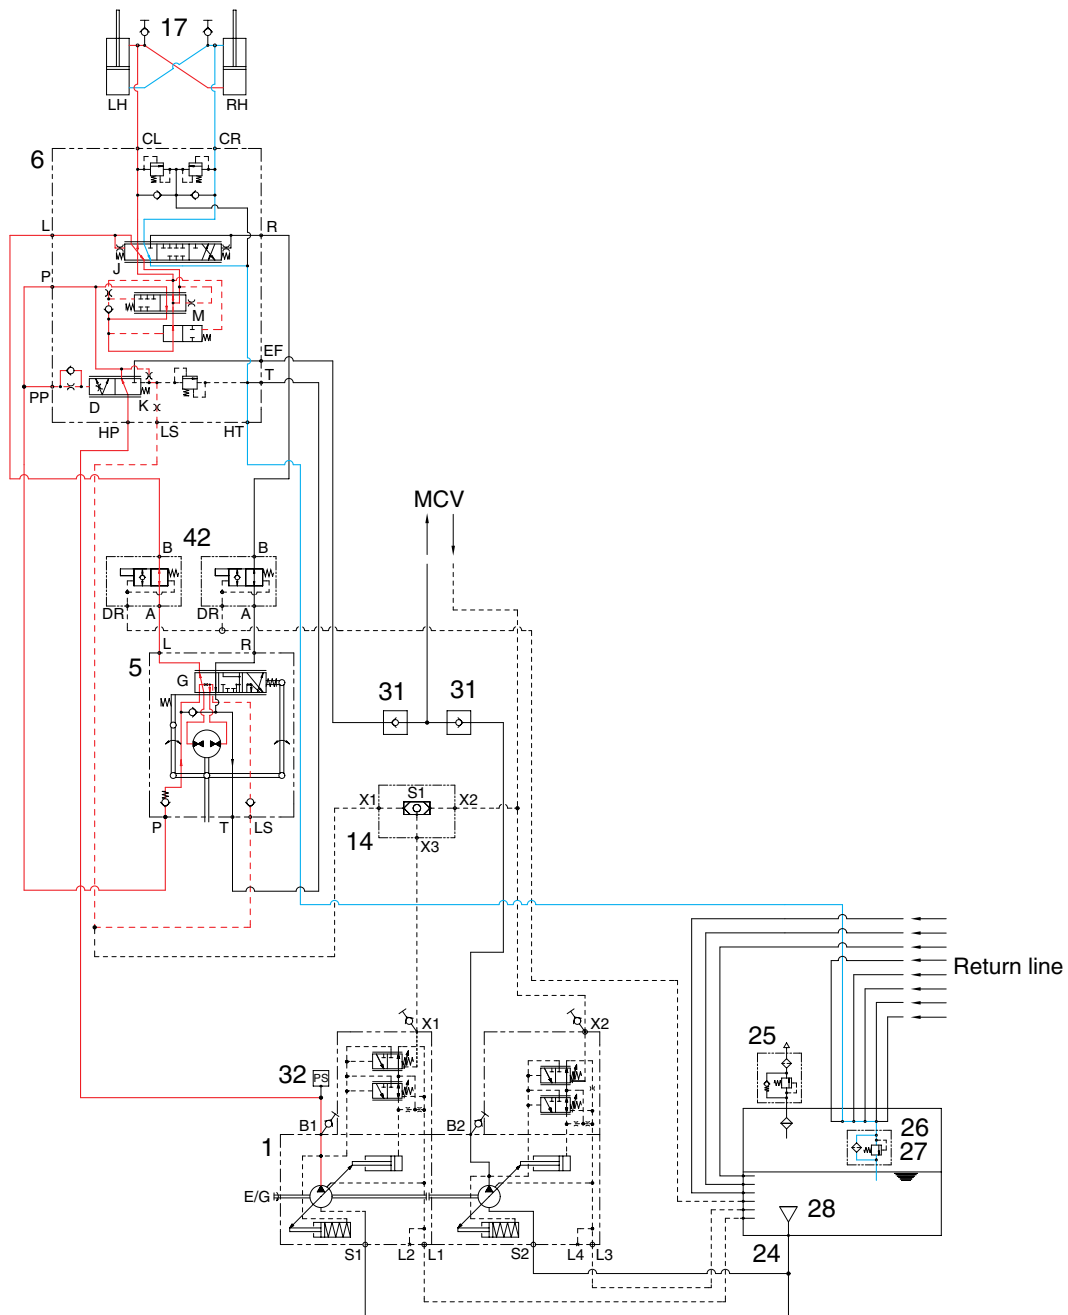 17
LH RH
CL CR
6
L R
J
P
M
EF
T
PP
D K
HP LS HT
MCV
42
B B
DR A DR A
L R
5
G
31 31
S1
X1 X2
P T LS
14 X3
Return line
X1 X2
25
32 PS
B1 B2
26
1
27
E/G
28
S1 L2 L1 S2 L4 L3
24